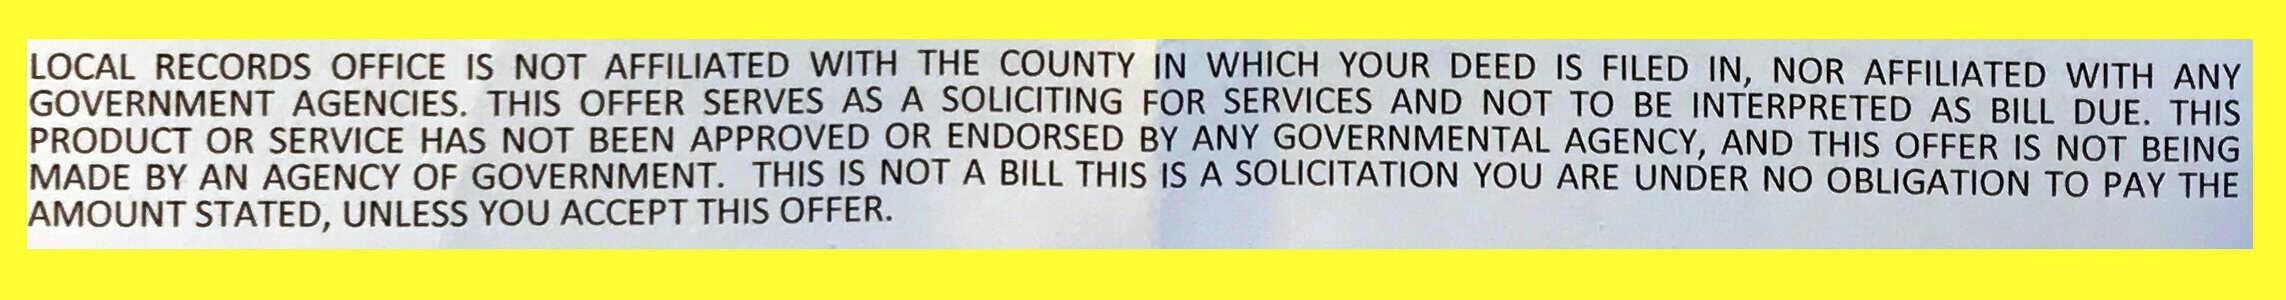 LOCAL RECORDS OFFICE IS NOT AFFILIATED WITH THE COUNTY IN WHICH YOUR DEED IS FILED IN, NOR AFFILIATED WITH ANY
GOVERNMENT AGENCIES. THIS OFFER SERVES AS A SOLICITING FOR SERVICES AND NOT TO BE INTERPRETED AS BILL DUE. THIS
PRODUCT OR SERVICE HAS NOT BEEN APPROVED OR ENDORSED BY ANY GOVERNMENTAL AGENCY, AND THIS OFFER IS NOT BEING
MADE BY AN AGENCY OF GOVERNMENT. THIS IS NOT A BILL THIS IS A SOLICITATION YOU ARE UNDER NO OBLIGATION TO PAY THE
AMOUNT STATED, UNLESS YOU ACCEPT THIS OFFER.